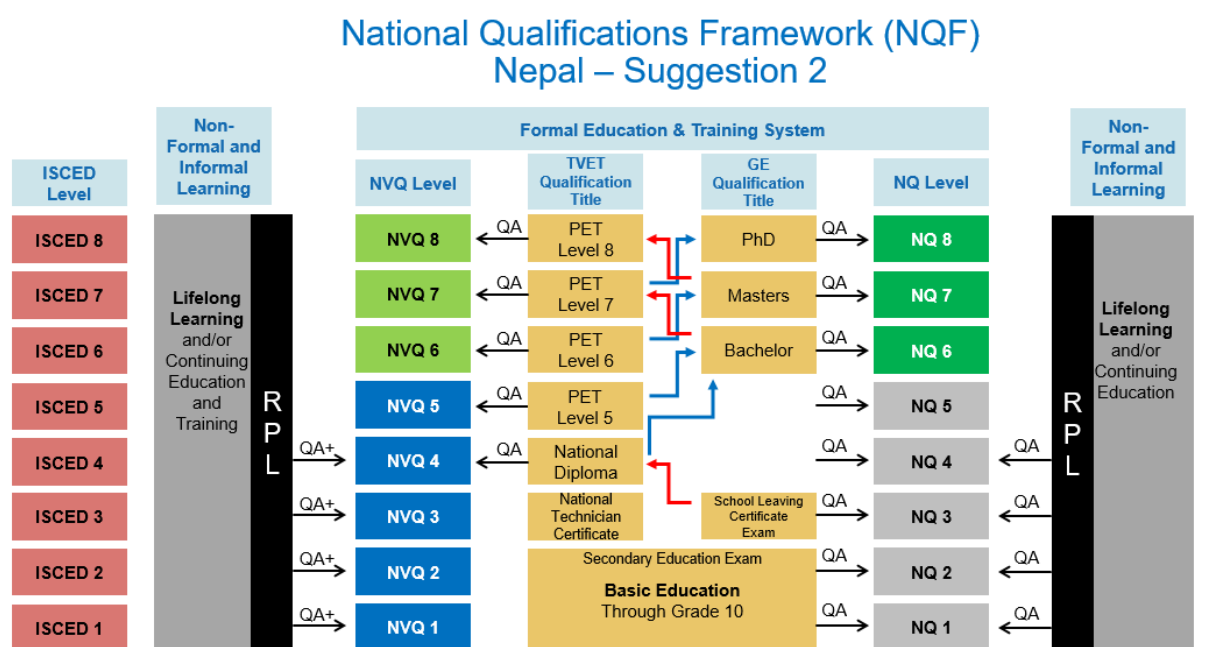 National Qualifications Framework (NQF)
Nepal – Suggestion 2
Non-
Formal and
Informal
Learning
Formal Education & Training System
Non-
Formal and
Informal
Learning
ISCED
Level
NVQ Level
TVET
Qualification
Title
GE
Qualification
Title
NQ Level
ISCED 8
NVQ 8
QA
PET
Level 8
PhD
QA
NQ 8
ISCED 7
NVQ 7
QA
PET
Level 7
Masters
QA
NQ 7
ISCED 6
NVQ 6
QA
PET
Level 6
Bachelor
QA
NQ 6
ISCED 5
NVQ 5
QA
PET
Level 5
QA
NQ 5
ISCED 4
QA+
NVQ 4
QA
National
Diploma
QA
NQ 4
QA
ISCED 3
QA+
NVQ 3
National
Technician
Certificate
School Leaving
Certificate
Exam
QA
NQ 3
QA
ISCED 2
QA+
NVQ 2
Secondary Education Exam
QA
NQ 2
QA
Basic Education
Through Grade 10
ISCED 1
QA+
NVQ 1
QA
NQ 1
QA
Lifelong
Learning
and/or
Continuing
Education
and
Training
R
P
L
R
P
L
Lifelong
Learning
and/or
Continuing
Education